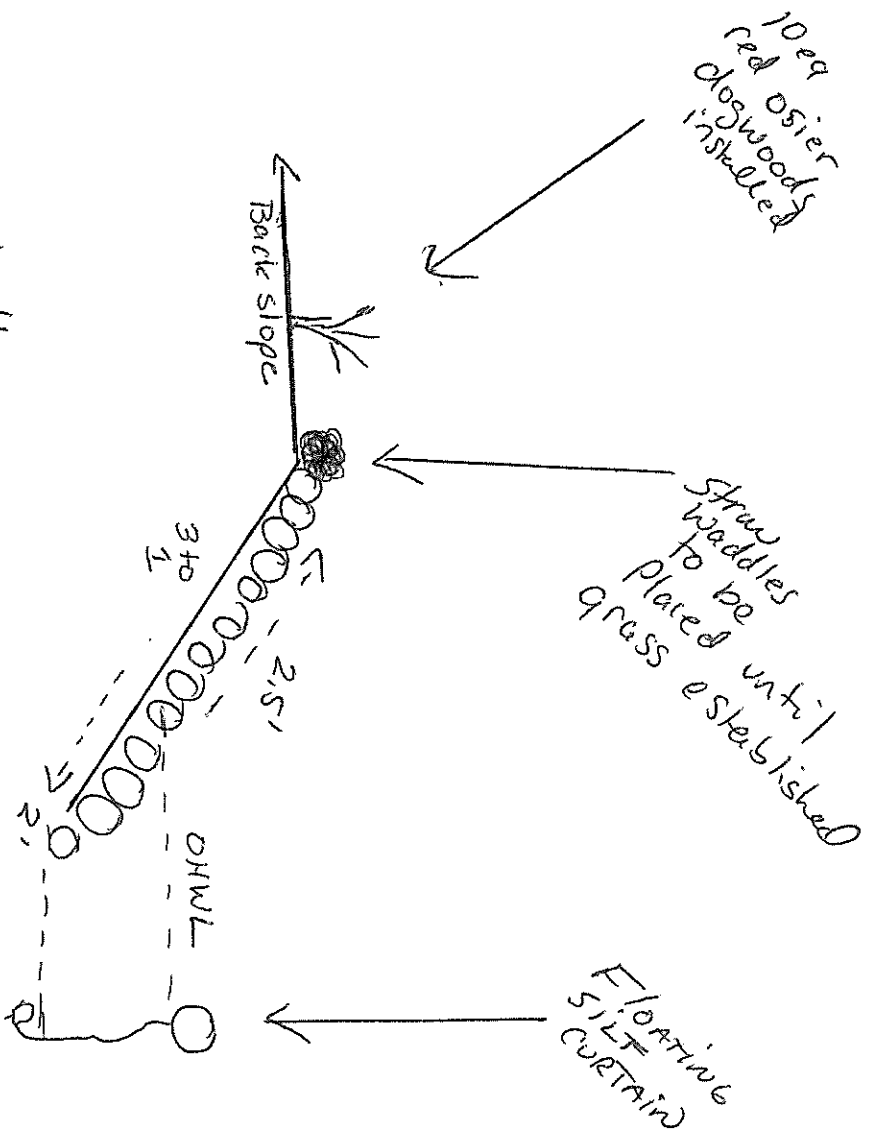 10 ea
red osier
dogwoods
installed
straw
waddles
to be
placed until
grass established
FLOATING
SILT
CURTAIN
Back slope
3 to
1
2.5'
2'
OHWL